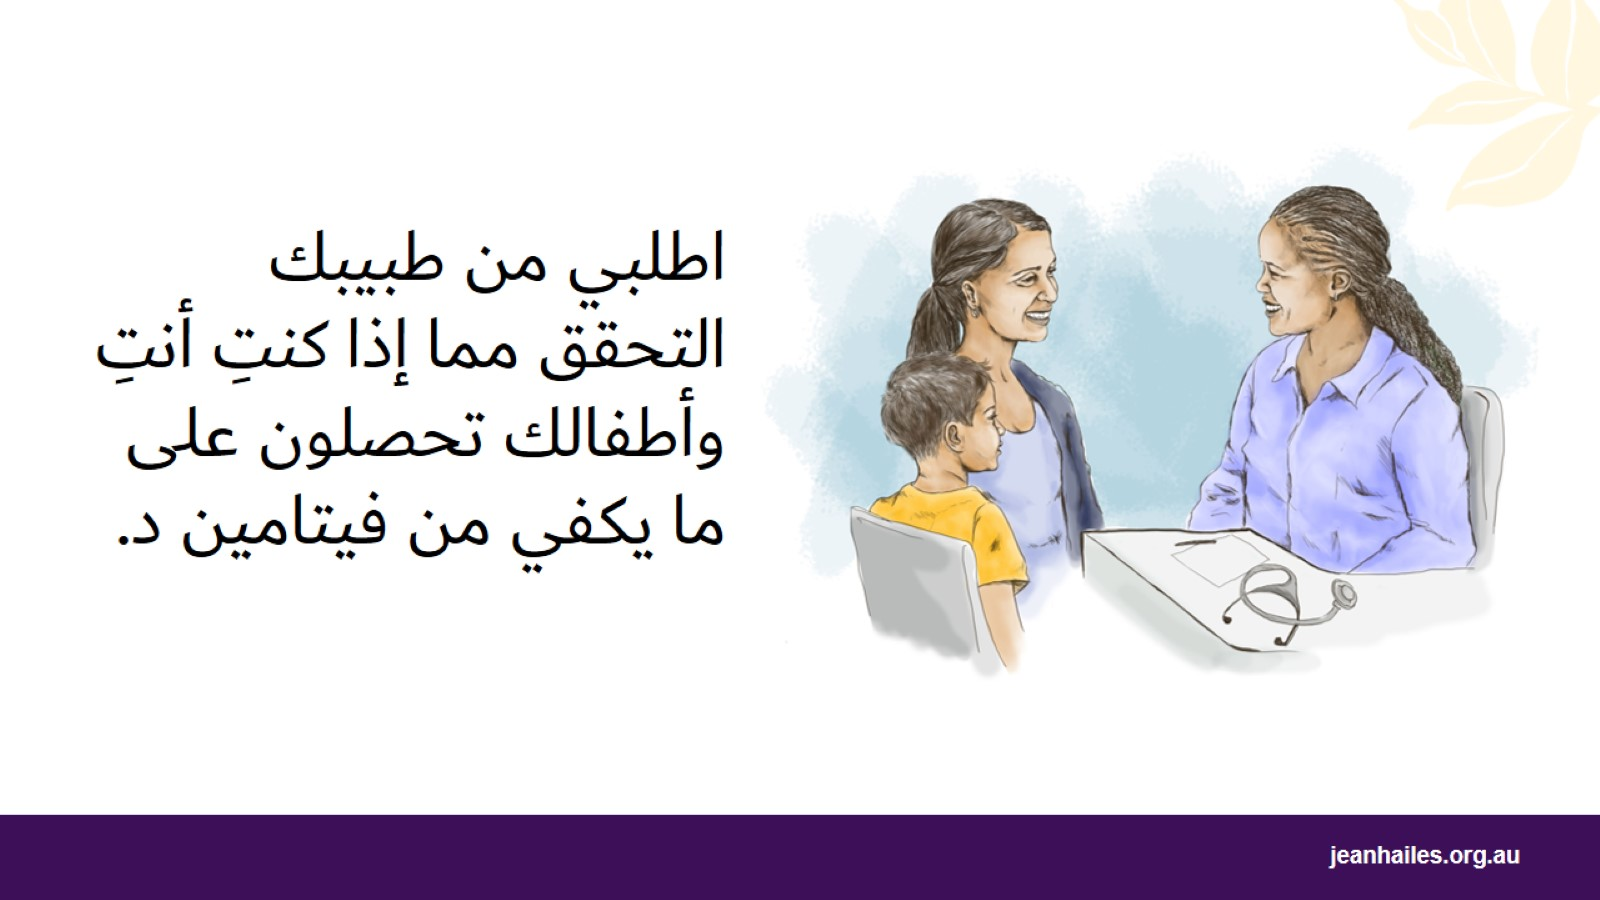 اطلبي من طبيبك
التحقق مما إذا كنتِ أنتِ
وأطفالك تحصلون على
ما يكفي من فيتامين د.
jeanhailes.org.au